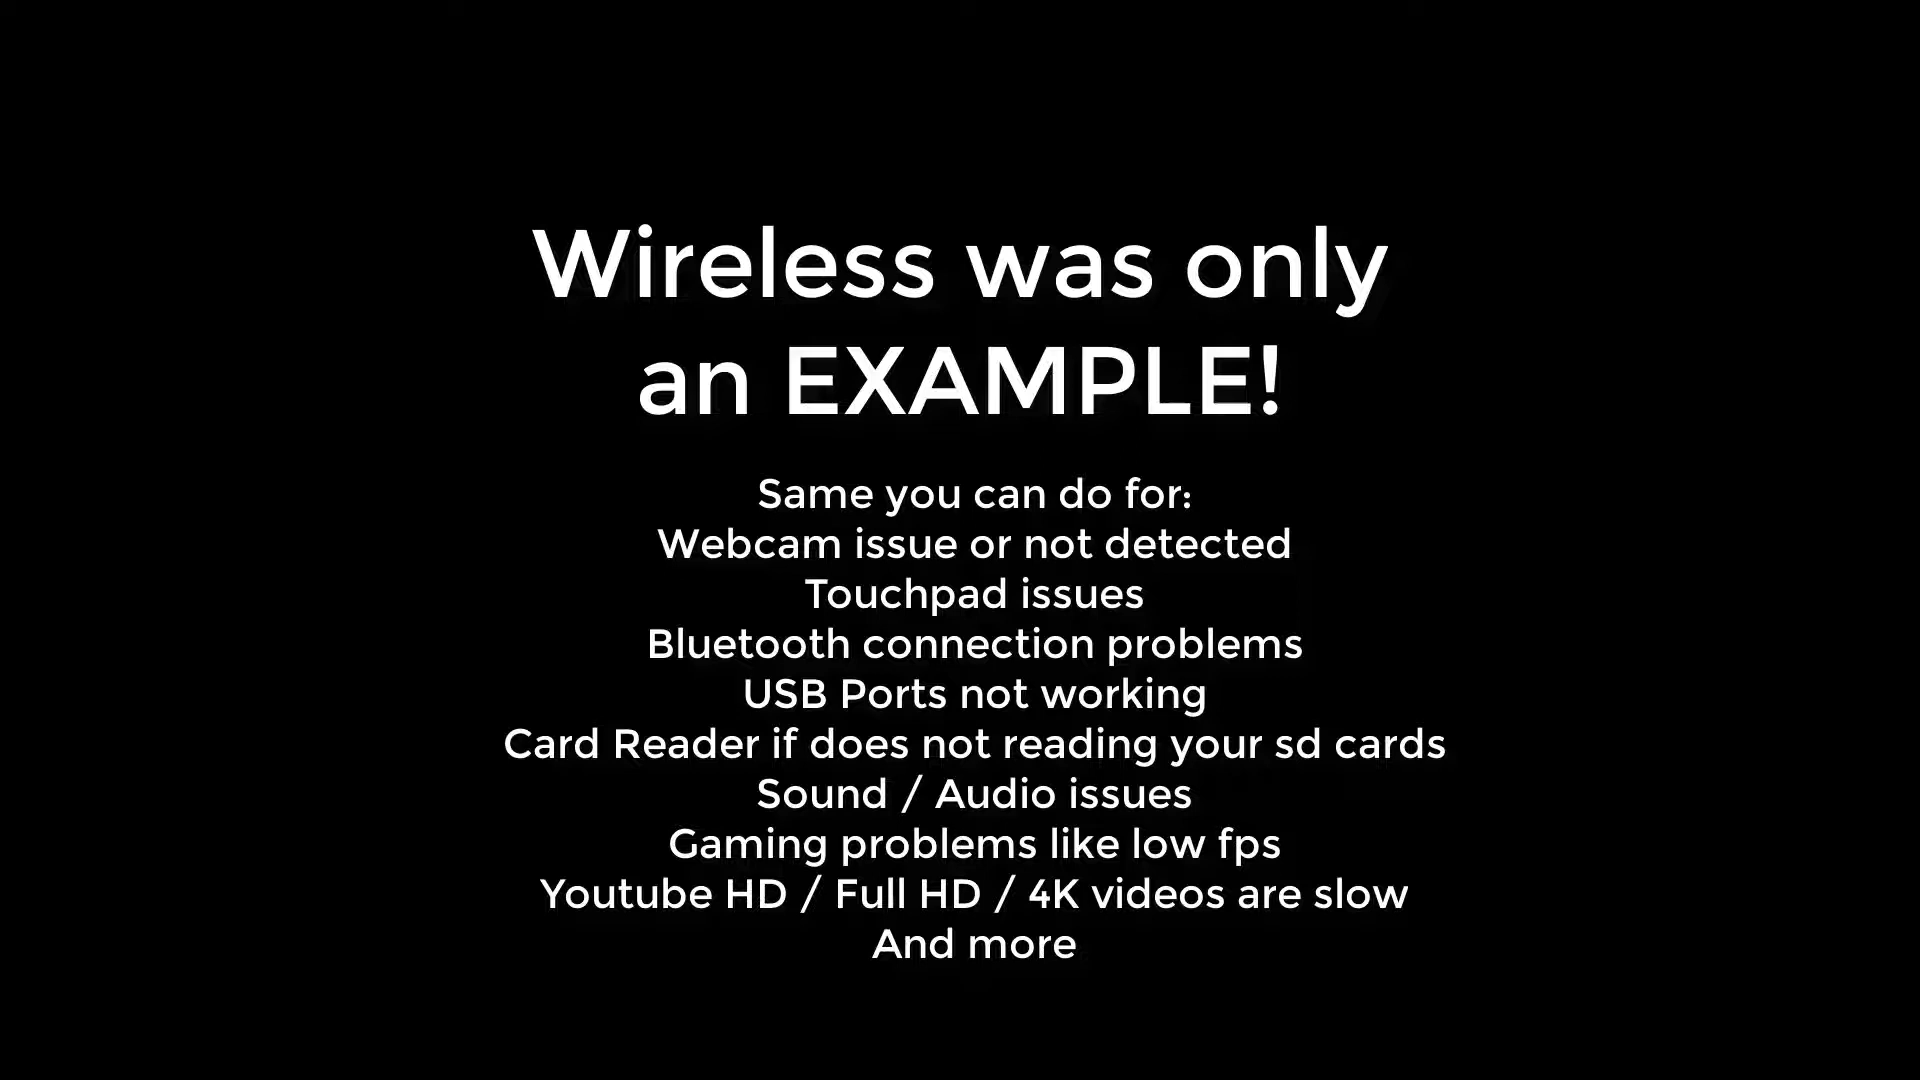 Wireless was only
an EXAMPLE!
Same you can do for:
Webcam issue or not detected
Touchpad issues
Bluetooth connection problems
USB Ports not working
Card Reader if does not reading your sd cards
Sound / Audio issues
Gaming problems like low fps
Youtube HD / Full HD / 4K videos are slow
And more